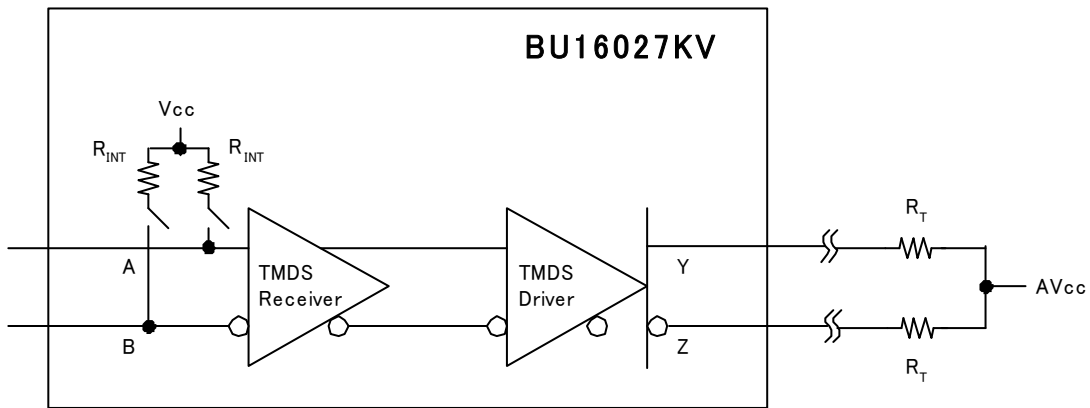 BU16027KV
Vcc
RINT RINT
RT
A TMDS Receiver TMDS Driver Y
AVcc
B Z
RT